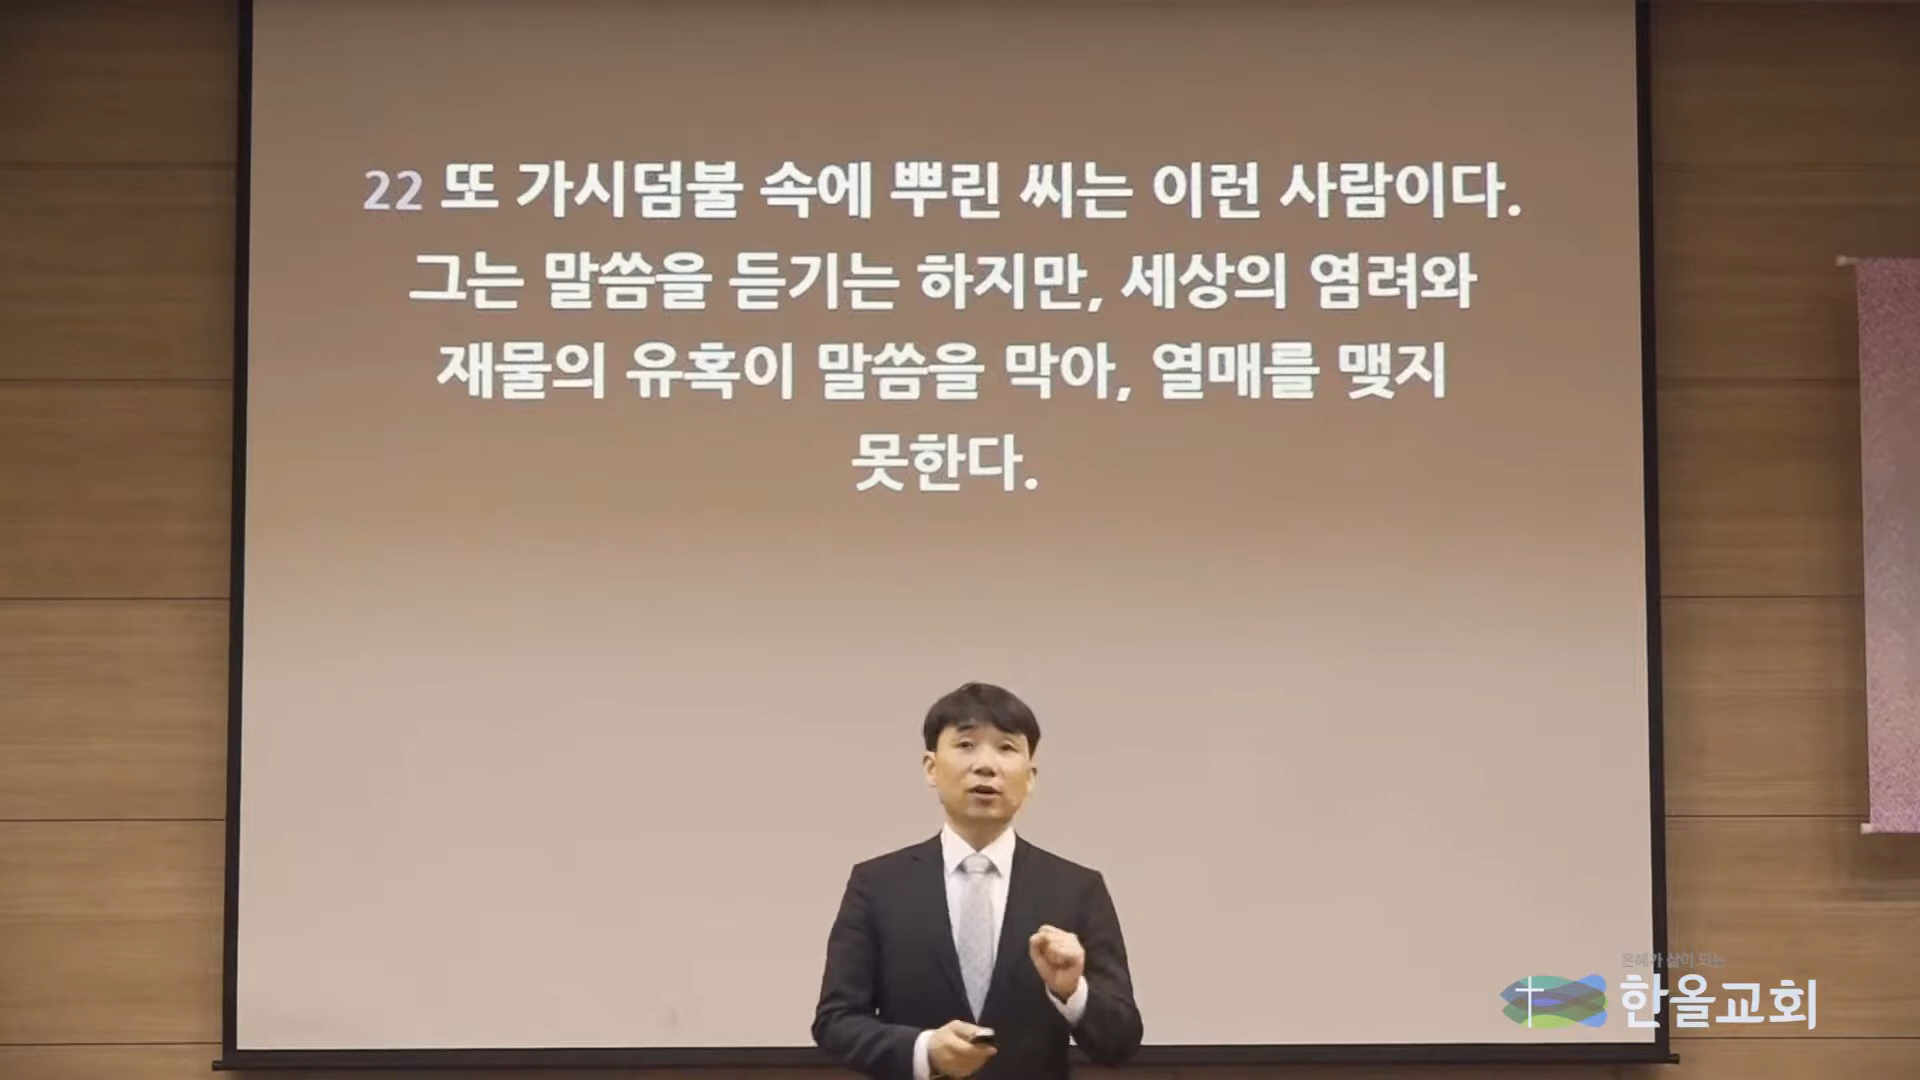 22 또 가시덤불 속에 뿌린 씨는 이런 사람이다.
그는 말씀을 듣기는 하지만, 세상의 염려와
재물의 유혹이 말씀을 막아, 열매를 맺지
못한다.
은혜가 삶이 되는
한올교회